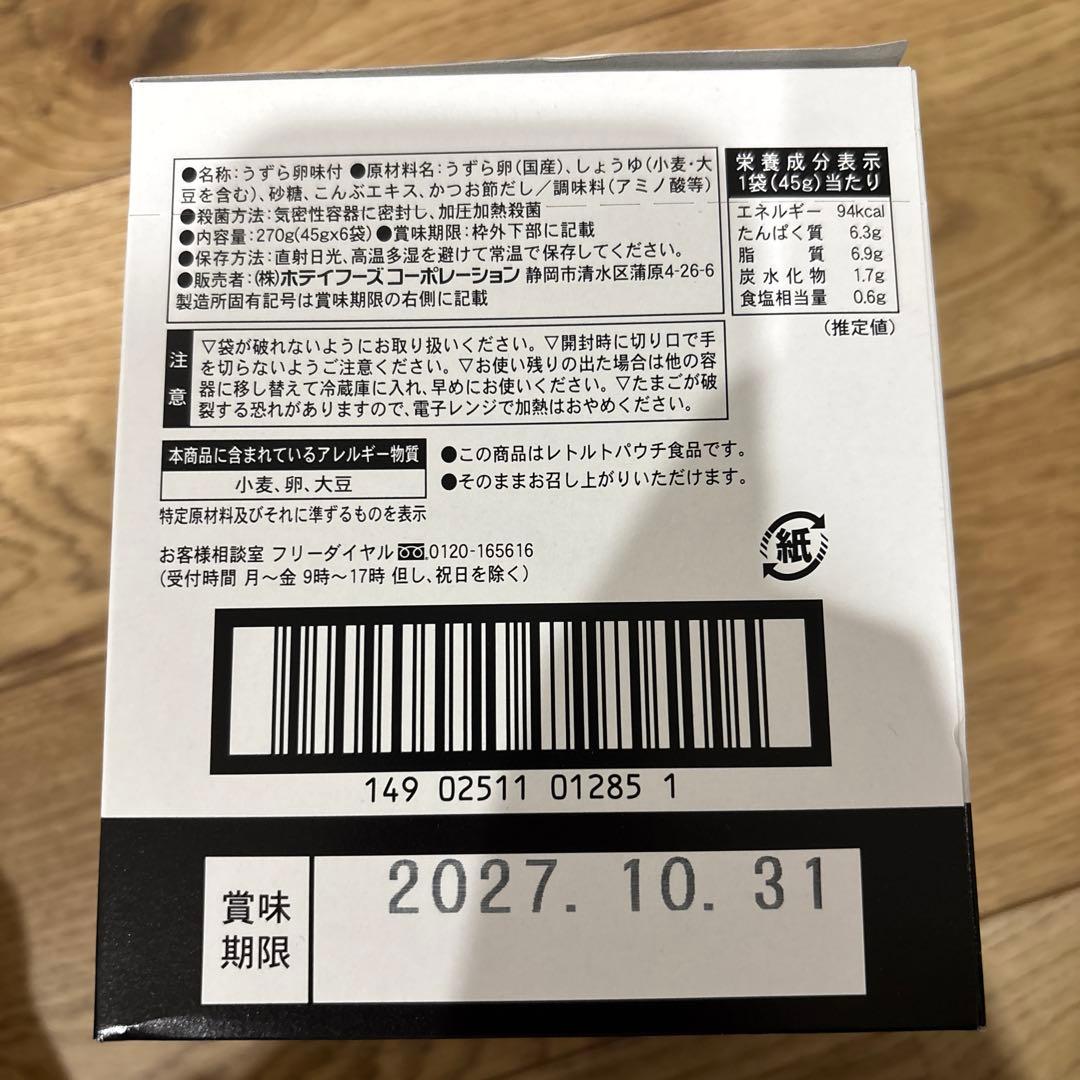 ●名称:うずら卵味付 ●原材料名:うずら卵(国産)、しょうゆ(小麦・大
豆を含む)、砂糖、こんぶエキス、かつお節だし/調味料(アミノ酸等)
●殺菌方法:気密性容器に密封し、加圧加熱殺菌
●内容量:270g(45gx6袋) ●賞味期限:枠外下部に記載
●保存方法:直射日光、高温多湿を避けて常温で保存してください。
●販売者:(株)ホテイフーズコーポレーション 静岡市清水区蒲原4-26-6
製造所固有記号は賞味期限の右側に記載
栄養成分表示
1袋(45g)当たり
エネルギー 94kcal
たんぱく質 6.3g
脂質 6.9g
炭水化物 1.7g
食塩相当量 0.6g
(推定値)
注意
▽袋が破れないようにお取り扱いください。▽開封時に切り口で手
を切らないようご注意ください。▽お使い残りの出た場合は他の容
器に移し替えて冷蔵庫に入れ、早めにお使いください。▽たまごが破
裂する恐れがありますので、電子レンジで加熱はおやめください。
本商品に含まれているアレルギー物質
小麦、卵、大豆
特定原材料及びそれに準ずるものを表示
●この商品はレトルトパウチ食品です。
●そのままお召し上がりいただけます。
お客様相談室 フリーダイヤル 0120-165616
(受付時間 月~金 9時~17時 但し、祝日を除く)
紙
149 02511 01285 1
賞味
期限
2027. 10. 31